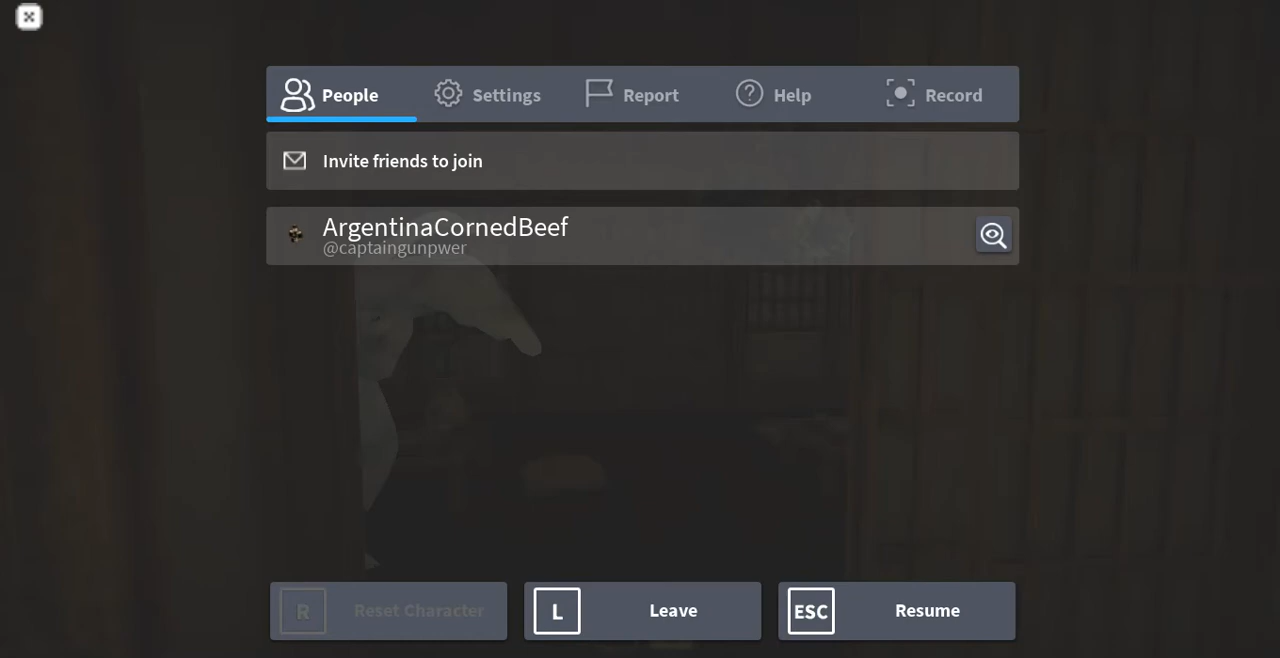 People
Settings
Report
Help
Record
Invite friends to join
ArgentinaCornedBeef
@captaingunpwer
R Reset Character
L Leave
ESC Resume